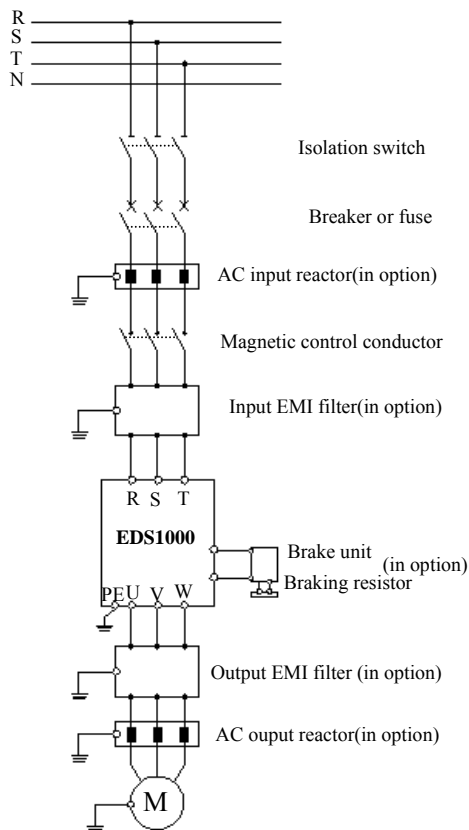 R
S
T
N
Isolation switch
Breaker or fuse
AC input reactor(in option)
Magnetic control conductor
Input EMI filter(in option)
R S T
EDS1000
Brake unit (in option)
Braking resistor
PE U V W
Output EMI filter (in option)
AC ouput reactor(in option)
M